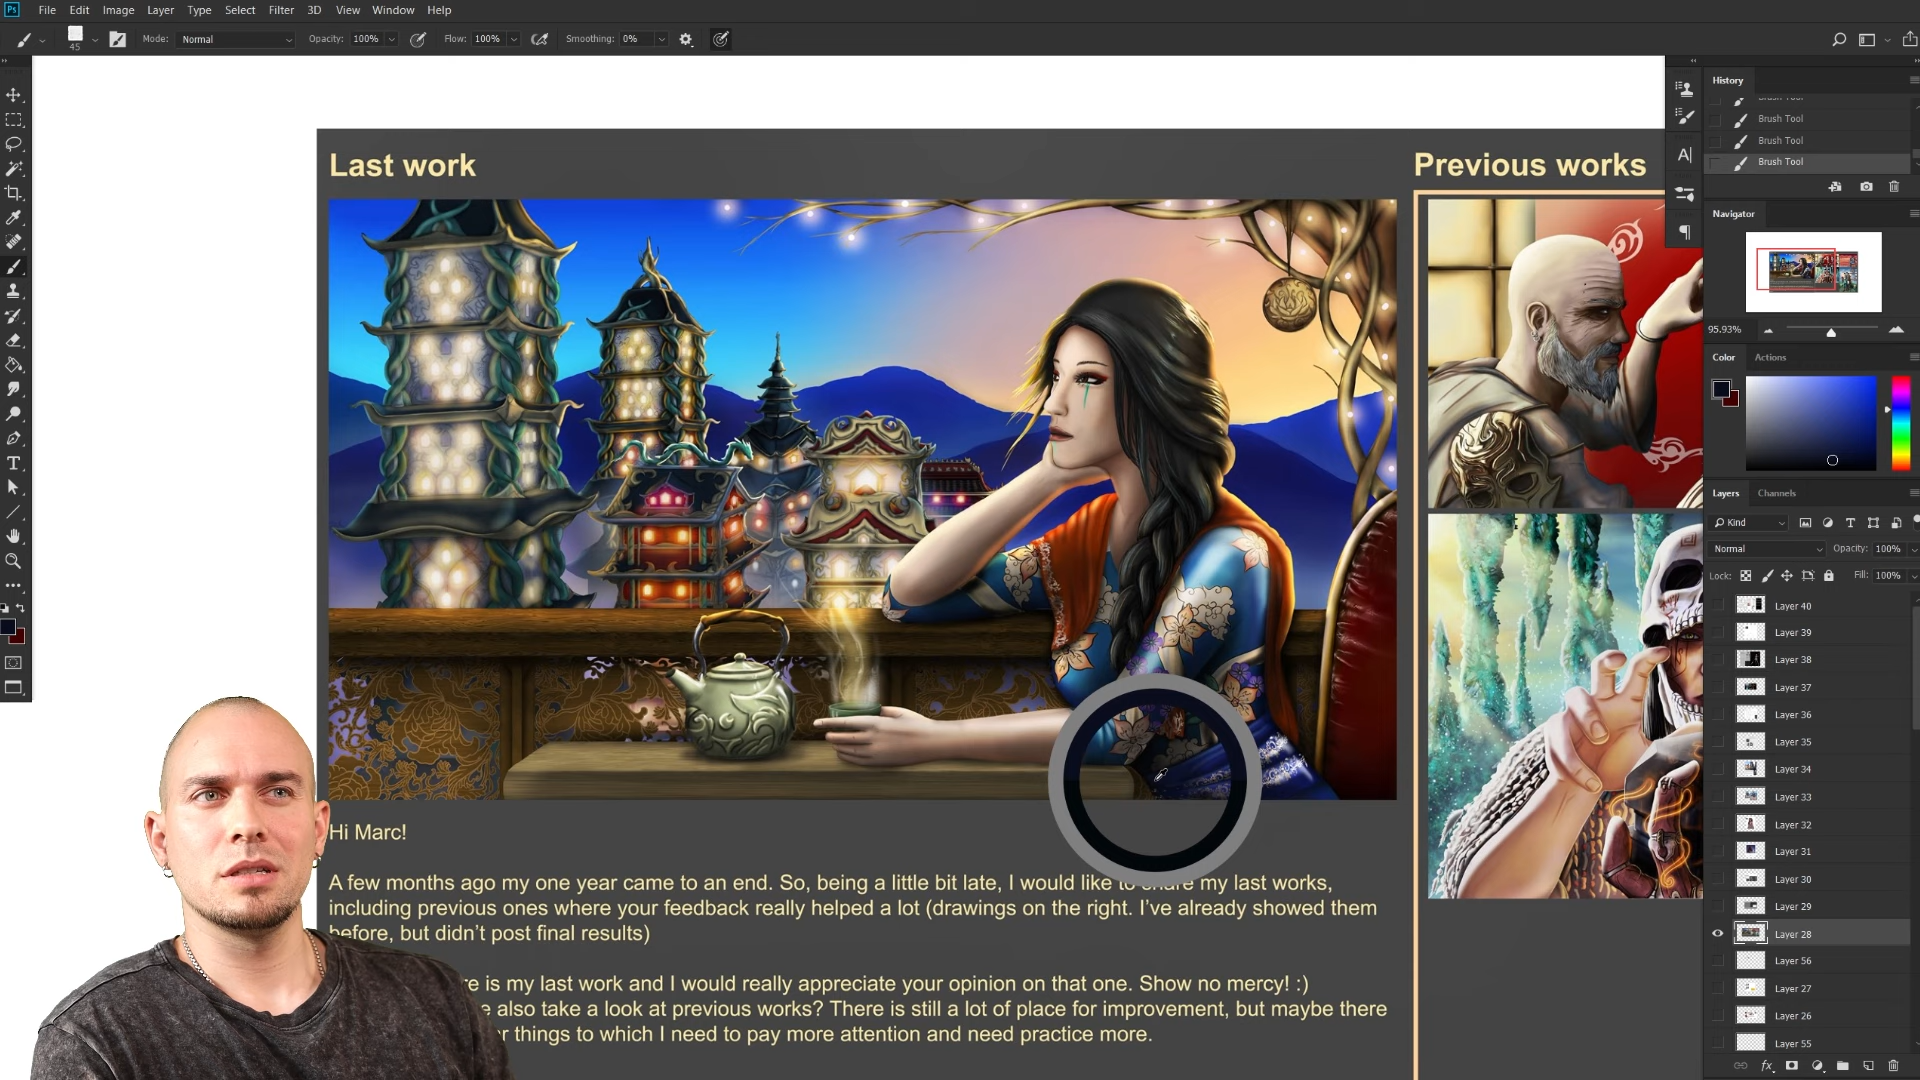 Ps File Edit Image Layer Type Select Filter 3D View Window Help
45 Mode: Normal Opacity: 100% Flow: 100% Smoothing: 0%
History
Brush Tool
Brush Tool
Brush Tool
Brush Tool
Navigator
95.93%
Color Actions
Layers Channels
Kind
Normal Opacity: 100%
Lock: Fill: 100%
Layer 40
Layer 39
Layer 38
Layer 37
Layer 36
Layer 35
Layer 34
Layer 33
Layer 32
Layer 31
Layer 30
Layer 29
Layer 28
Layer 56
Layer 27
Layer 26
Layer 55
fx
Last work
Previous works
Hi Marc!
A few months ago my one year came to an end. So, being a little bit late, I would like to share my last works,
including previous ones where your feedback really helped a lot (drawings on the right. I've already showed them
before, but didn't post final results)
is my last work and I would really appreciate your opinion on that one. Show no mercy! :)
also take a look at previous works? There is still a lot of place for improvement, but maybe there
things to which I need to pay more attention and need practice more.